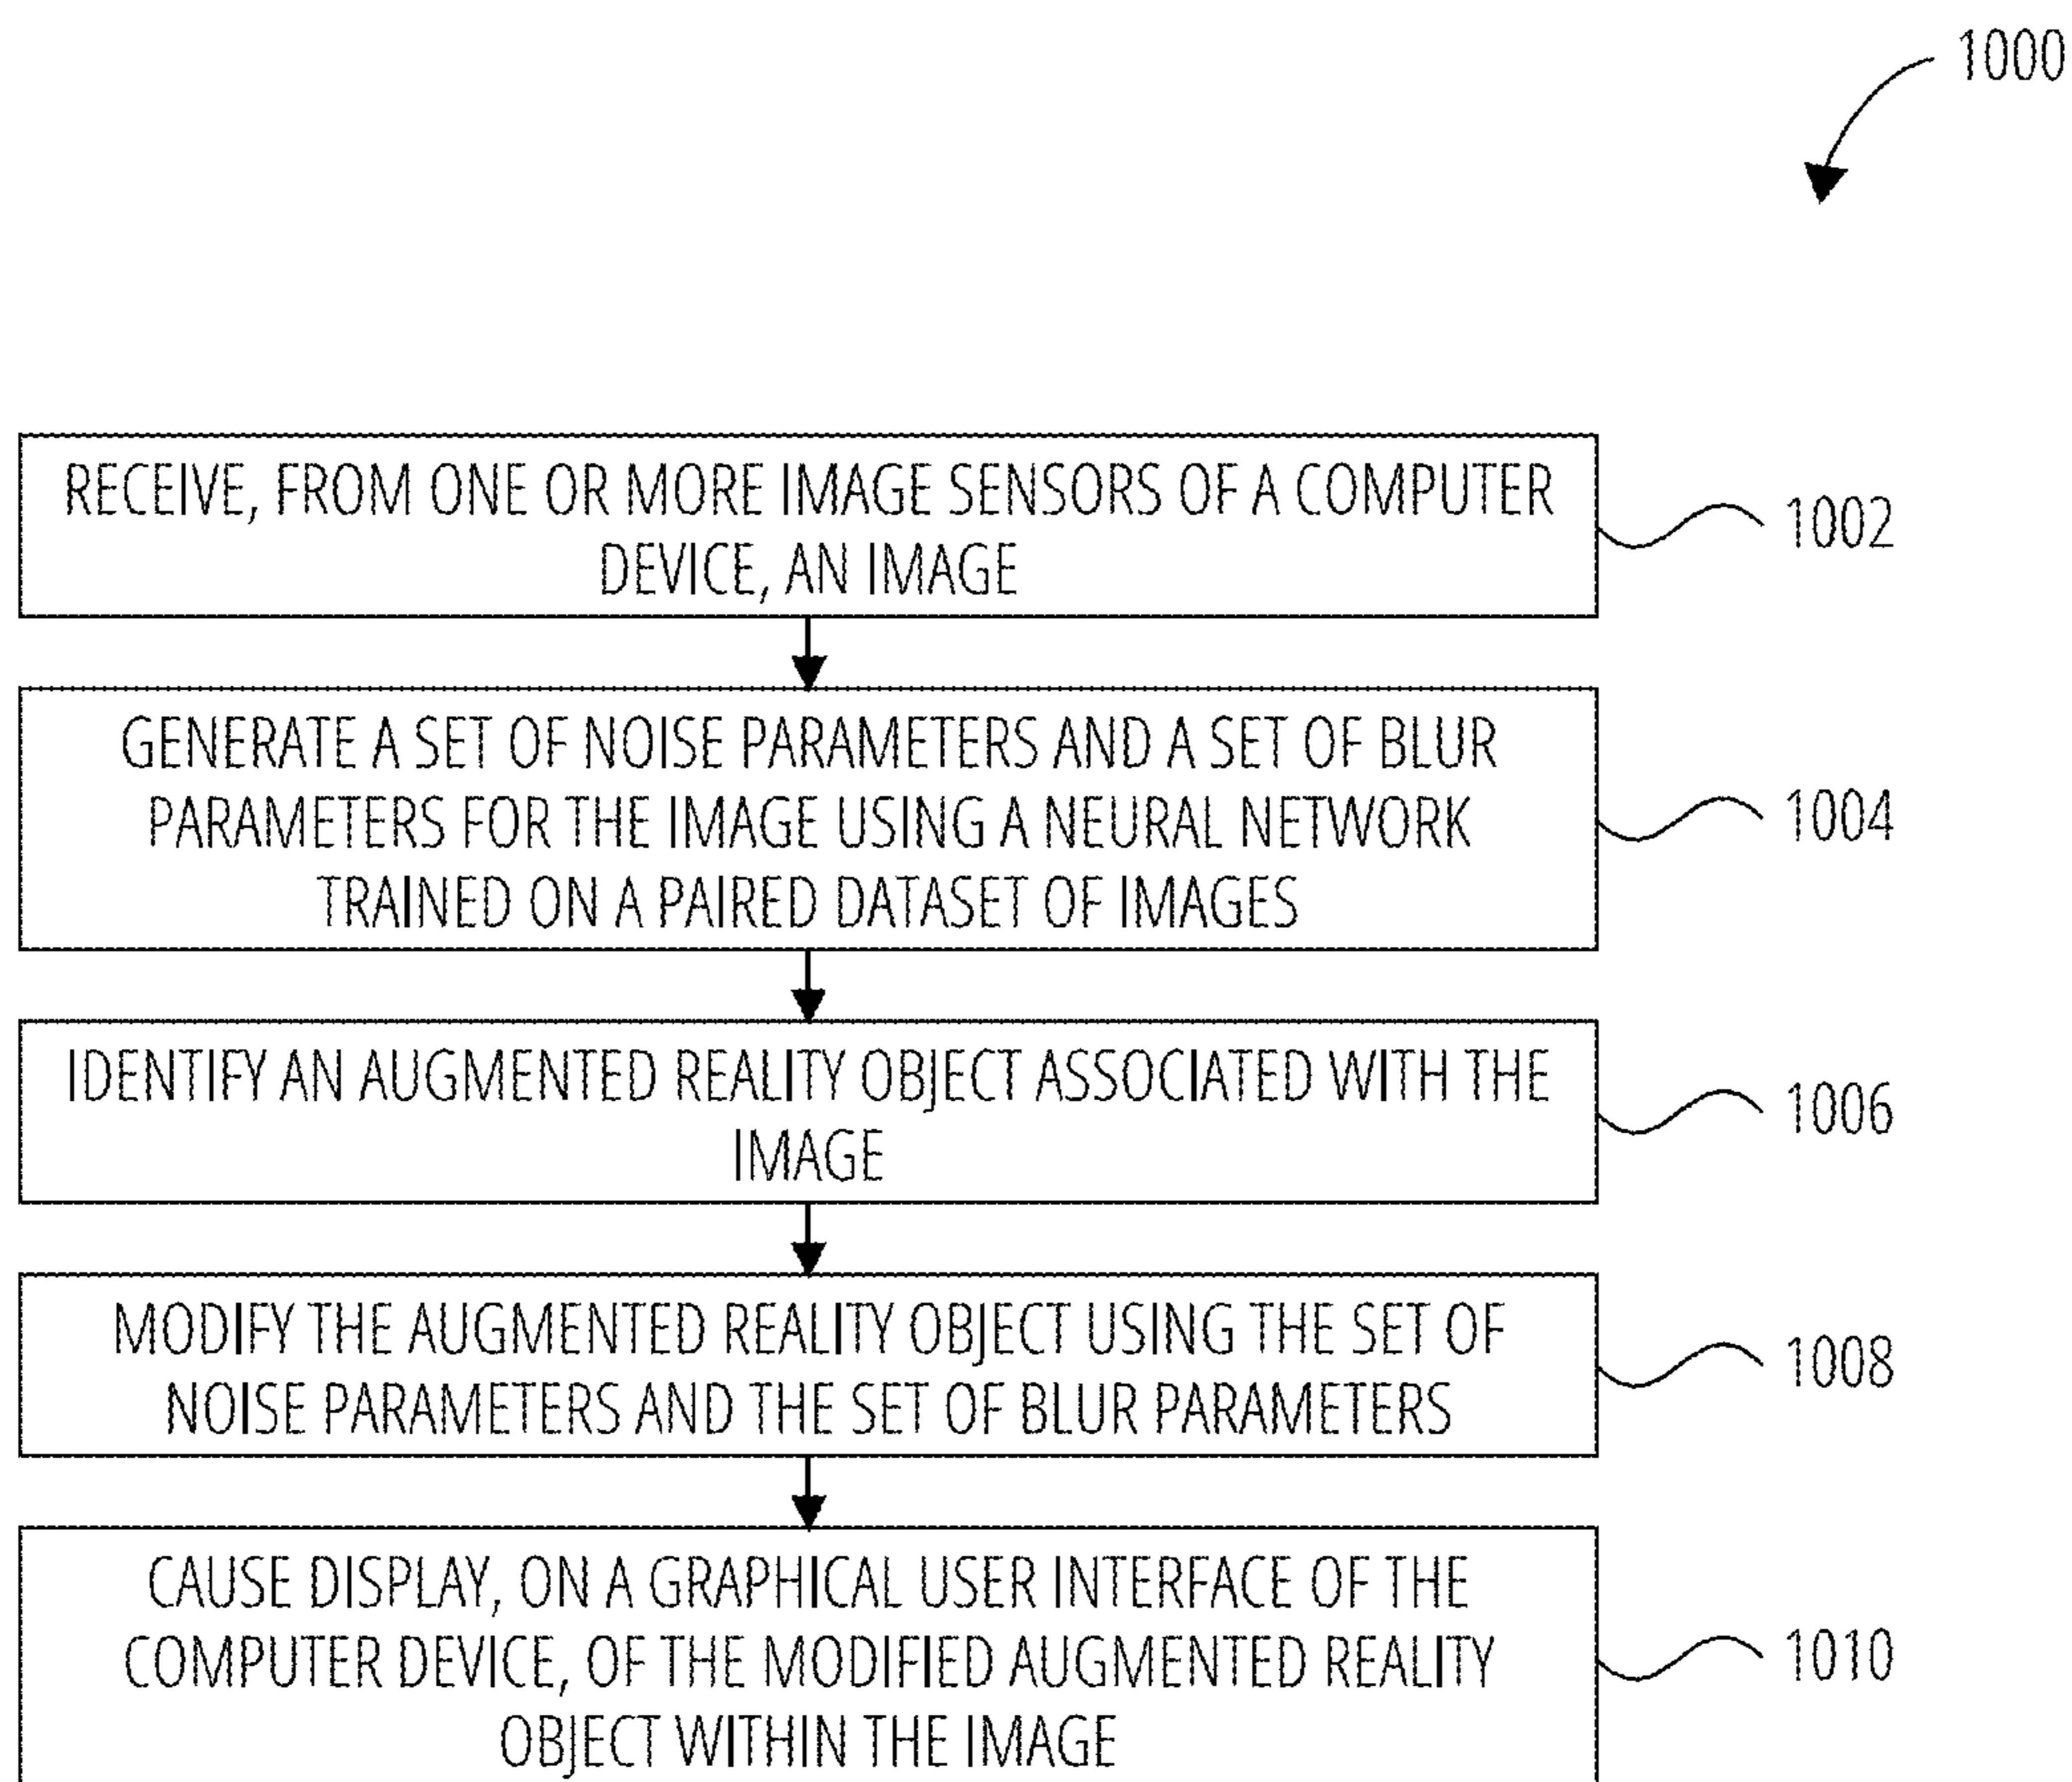 1000
RECEIVE, FROM ONE OR MORE IMAGE SENSORS OF A COMPUTER
DEVICE, AN IMAGE
1002
GENERATE A SET OF NOISE PARAMETERS AND A SET OF BLUR
PARAMETERS FOR THE IMAGE USING A NEURAL NETWORK
TRAINED ON A PAIRED DATASET OF IMAGES
1004
IDENTIFY AN AUGMENTED REALITY OBJECT ASSOCIATED WITH THE
IMAGE
1006
MODIFY THE AUGMENTED REALITY OBJECT USING THE SET OF
NOISE PARAMETERS AND THE SET OF BLUR PARAMETERS
1008
CAUSE DISPLAY, ON A GRAPHICAL USER INTERFACE OF THE
COMPUTER DEVICE, OF THE MODIFIED AUGMENTED REALITY
OBJECT WITHIN THE IMAGE
1010